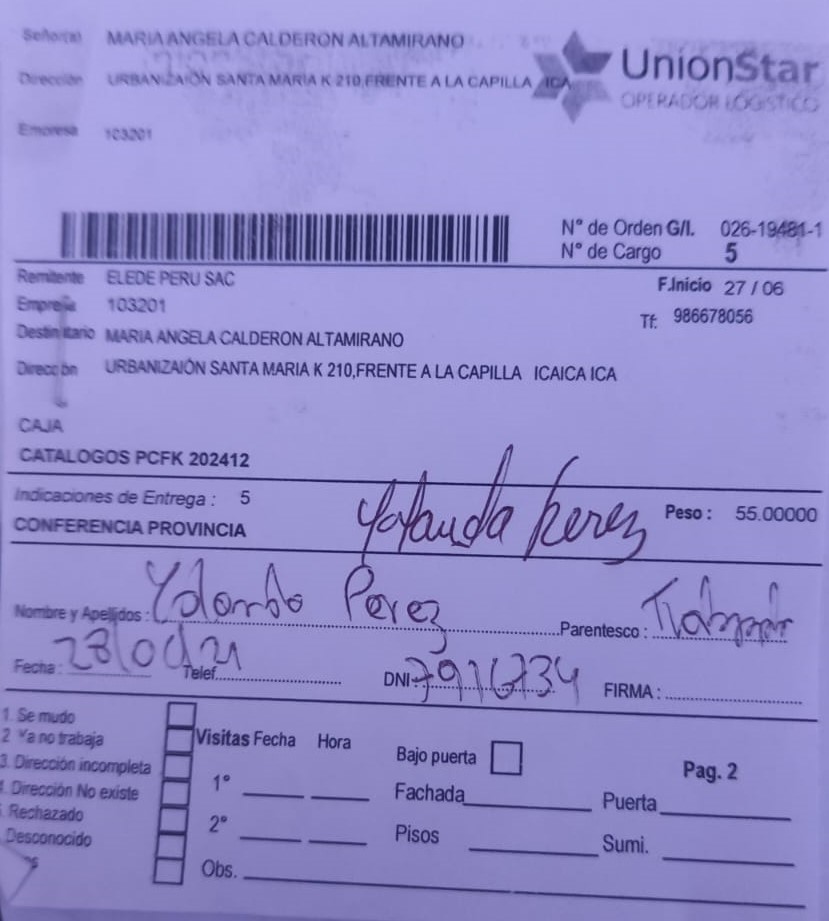 Señor(a) MARIA ANGELA CALDERON ALTAMIRANO
UnionStar
Dirección URBANIZAIÓN SANTA MARIA K 210,FRENTE A LA CAPILLA ICA
OPERADOR LOGISTICO
Empresa 103201
N° de Orden G/I. 026-19481-1
N° de Cargo 5
Remitente ELEDE PERU SAC
F.Inicio 27 / 06
Empresa 103201
Tf: 986678056
Destinatario MARIA ANGELA CALDERON ALTAMIRANO
Dirección URBANIZAIÓN SANTA MARIA K 210,FRENTE A LA CAPILLA ICAICA ICA
CAJA
CATALOGOS PCFK 202412
Indicaciones de Entrega : 5
Yolanda Perez
Peso : 55.00000
CONFERENCIA PROVINCIA
Nombre y Apellidos : Yolanda Perez Parentesco :
Fecha : Telef. DNI: FIRMA :
1. Se mudo
2 Ya no trabaja
3. Dirección incompleta
. Dirección No existe
Rechazado
Desconocido
Visitas Fecha Hora
1°
2°
Obs.
Bajo puerta
Fachada
Pisos
Pag. 2
Puerta
Sumi.